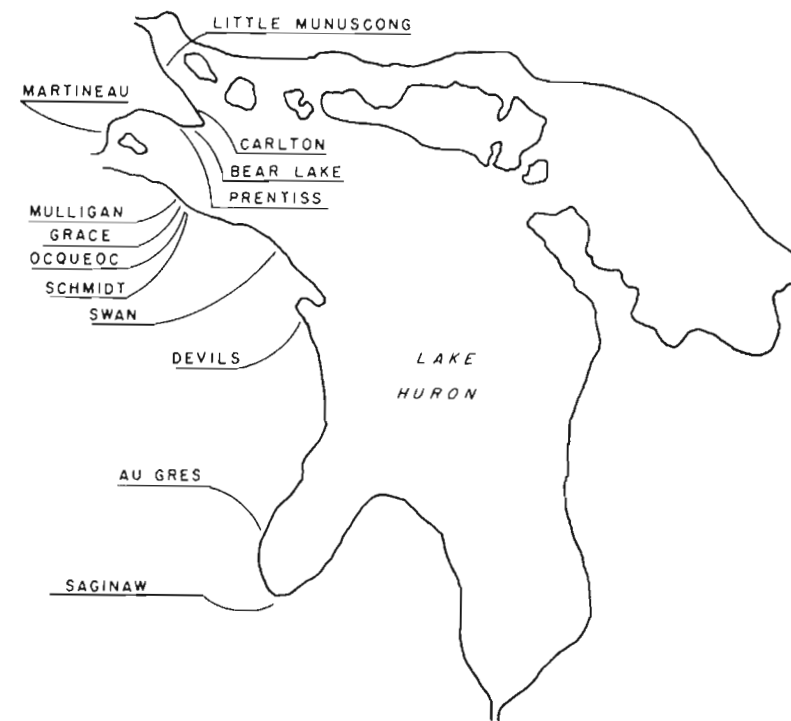 LITTLE MUNUSCONG
MARTINEAU
CARLTON
BEAR LAKE
PRENTISS
MULLIGAN
GRACE
OCQUEOC
SCHMIDT
SWAN
DEVILS
LAKE
HURON
AU GRES
SAGINAW